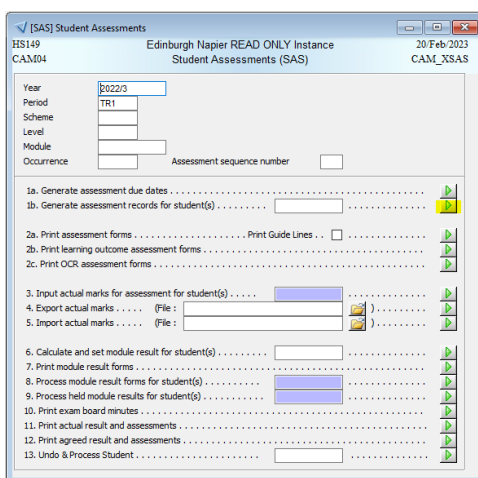 [SAS] Student Assessments
HS149 Edinburgh Napier READ ONLY Instance 20/Feb/2023
CAM04 Student Assessments (SAS) CAM_XSAS
Year 2022/3
Period TR1
Scheme
Level
Module
Occurrence Assessment sequence number
1a. Generate assessment due dates
1b. Generate assessment records for student(s)
2a. Print assessment forms Print Guide Lines
2b. Print learning outcome assessment forms
2c. Print OCR assessment forms
3. Input actual marks for assessment for student(s)
4. Export actual marks (File : )
5. Import actual marks (File : )
6. Calculate and set module result for student(s)
7. Print module result forms
8. Process module result forms for student(s)
9. Process held module results for student(s)
10. Print exam board minutes
11. Print actual result and assessments
12. Print agreed result and assessments
13. Undo & Process Student